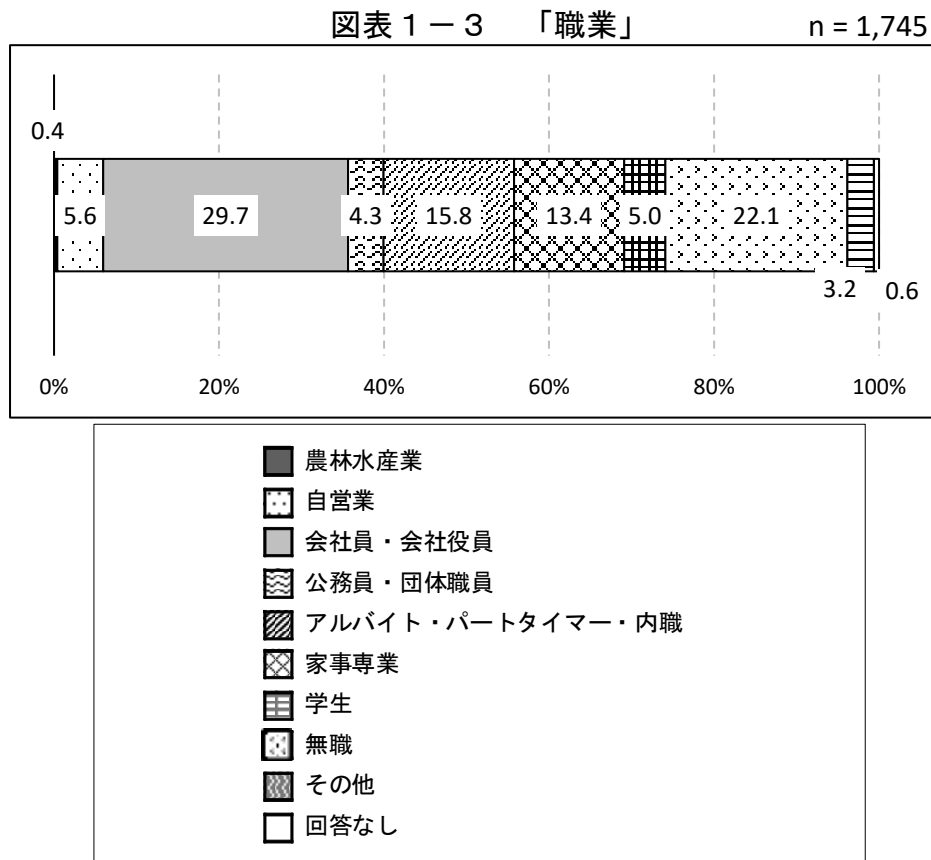 図表１－３　「職業」　n = 1,745
0.4
5.6 29.7 4.3 15.8 13.4 5.0 22.1
3.2 0.6
0% 20% 40% 60% 80% 100%
農林水産業
自営業
会社員・会社役員
公務員・団体職員
アルバイト・パートタイマー・内職
家事専業
学生
無職
その他
回答なし